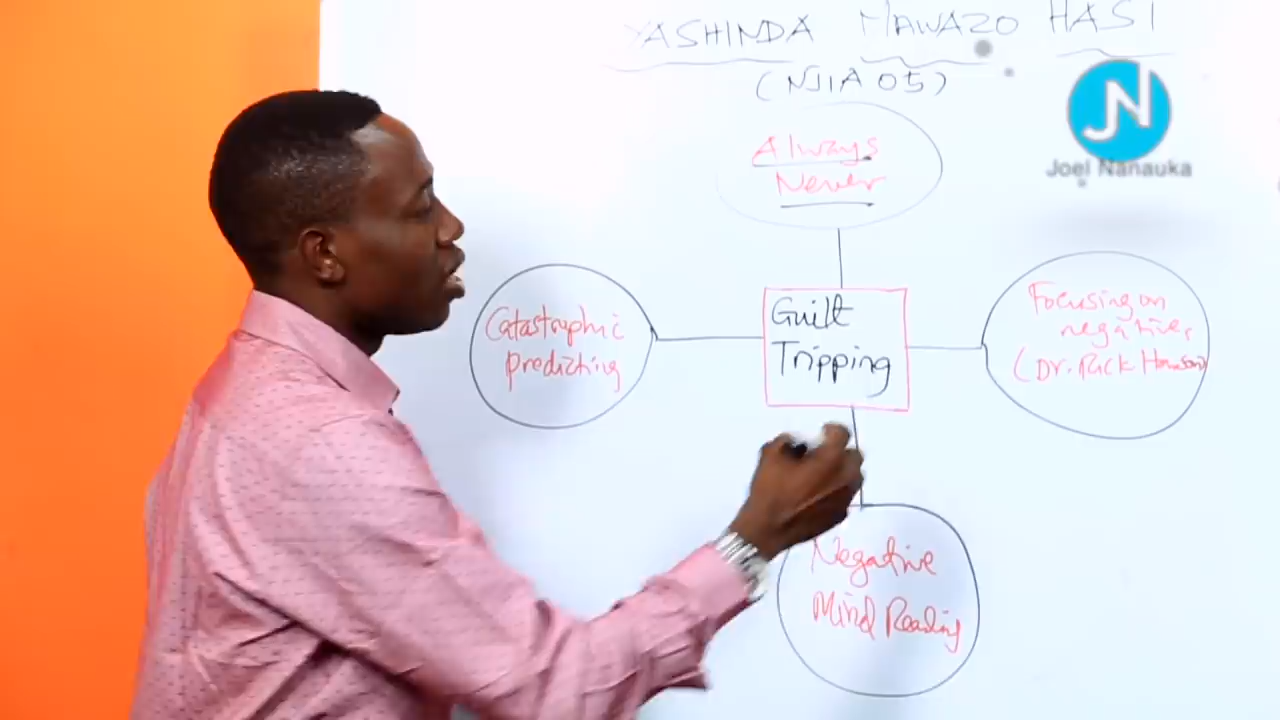 YASHINDA MAWAZO HASI
(NJIA 05)
JN
Joel Nanauka
Always
Never
Catastrophic
predicting
Guilt
Tripping
Focusing on
negatives
(Dr. Rick
Negative
Mind Reading